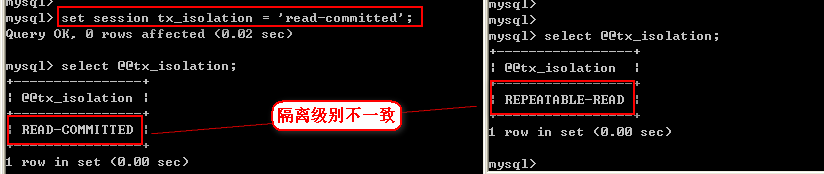 mysql>
mysql> set session tx_isolation = 'read-committed';
Query OK, 0 rows affected (0.02 sec)
mysql> select @@tx_isolation;
+----------------+
| @@tx_isolation |
+----------------+
| READ-COMMITTED |
+----------------+
1 row in set (0.00 sec)
隔离级别不一致
mysql>
mysql>
mysql> select @@tx_isolation;
+-----------------+
| @@tx_isolation  |
+-----------------+
| REPEATABLE-READ |
+-----------------+
1 row in set (0.00 sec)
mysql>